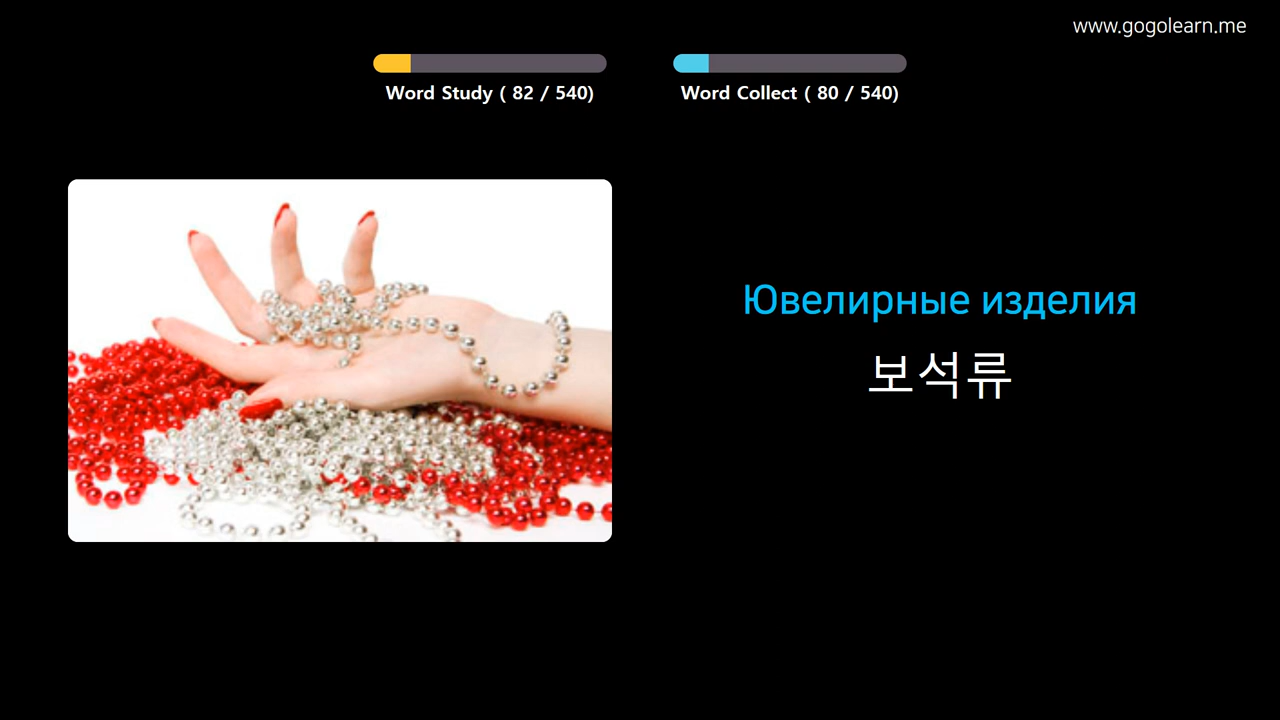 www.gogolearn.me
Word Study ( 82 / 540)
Word Collect ( 80 / 540)
Ювелирные изделия
보석류